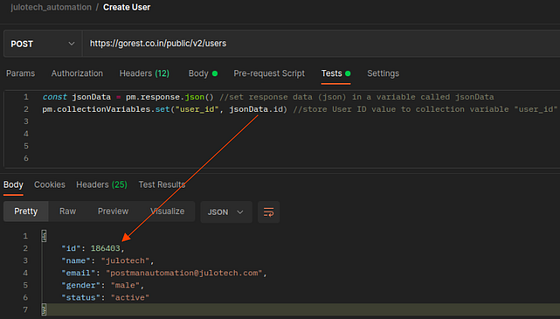 julotech_automation / Create User
POST https://gorest.co.in/public/v2/users
Params Authorization Headers (12) Body Pre-request Script Tests Settings
1 const jsonData = pm.response.json() //set response data (json) in a variable called jsonData
2 pm.collectionVariables.set("user_id", jsonData.id) //store User ID value to collection variable "user_id"
3
4
5
6
Body Cookies Headers (25) Test Results
Pretty Raw Preview Visualize JSON
1 {
2 "id": 186403,
3 "name": "julotech",
4 "email": "postmanautomation@julotech.com",
5 "gender": "male",
6 "status": "active"
7 }